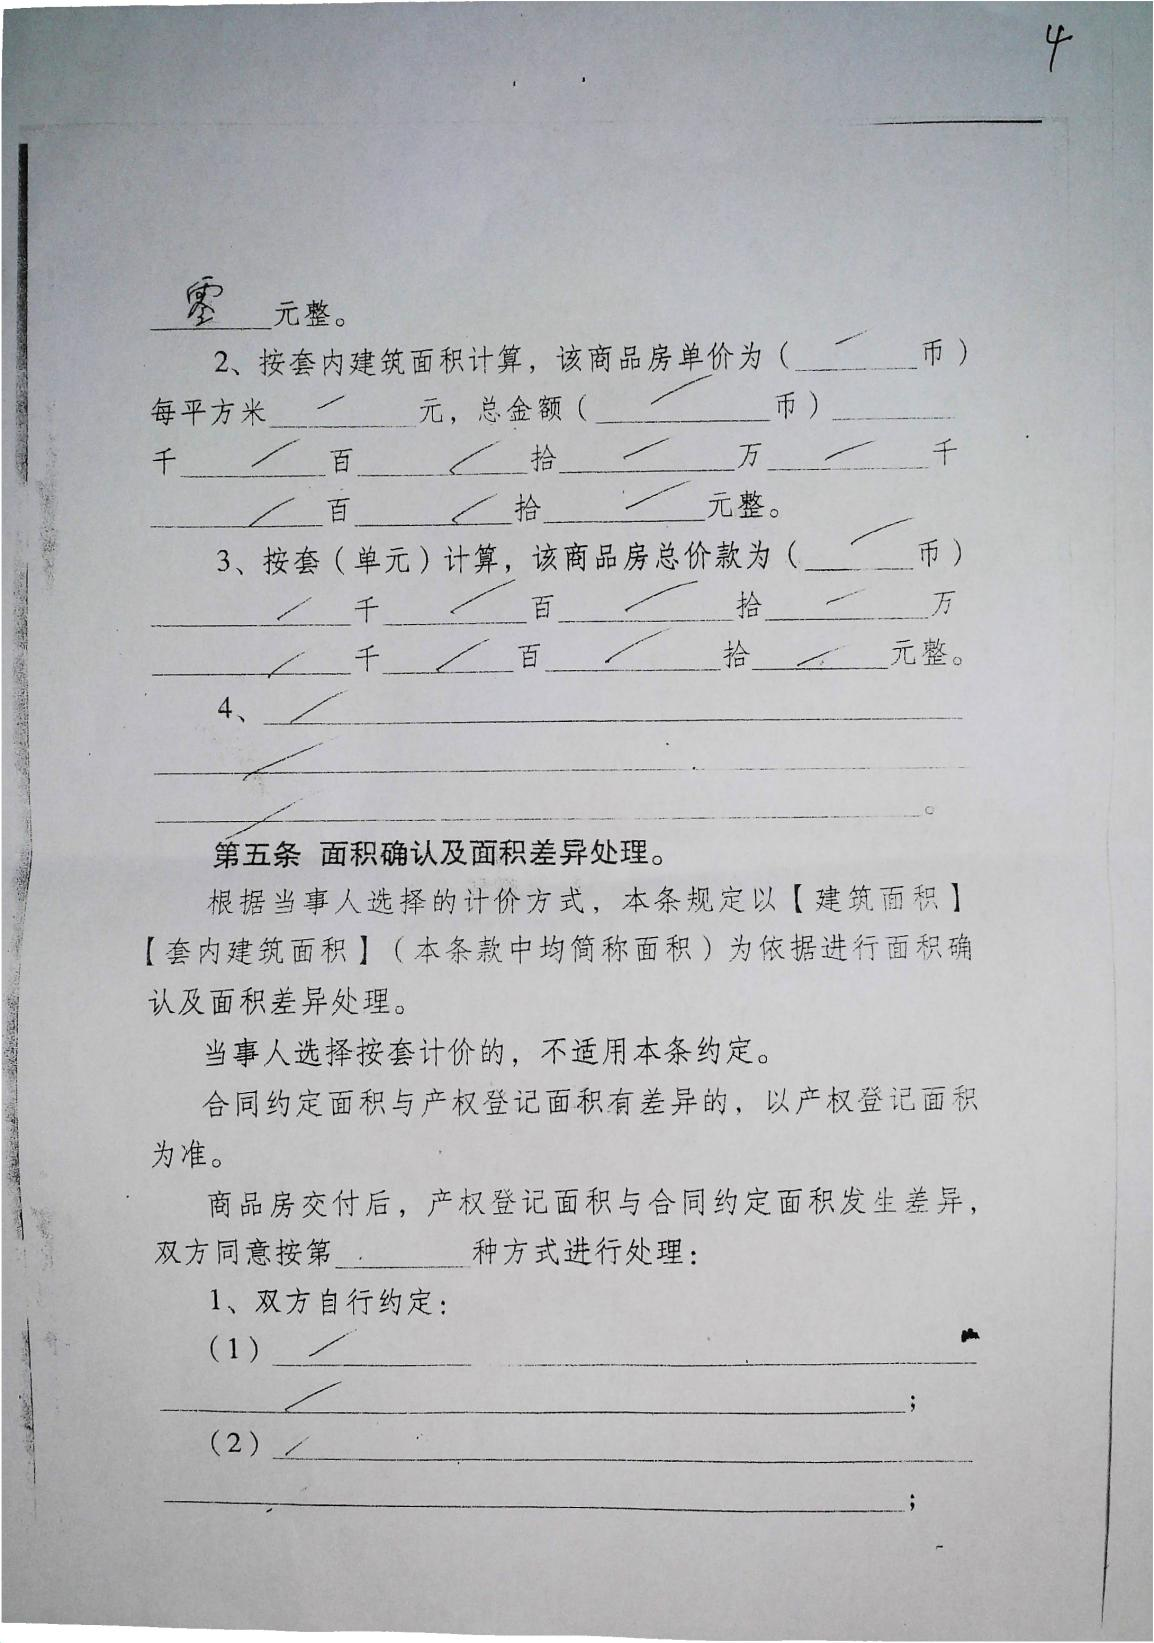 4
零 元整。
2、按套内建筑面积计算，该商品房单价为（ / 币）
每平方米 / 元，总金额（ / 币）
千 / 百 / 拾 / 万 / 千
/ 百 / 拾 / 元整。
3、按套（单元）计算，该商品房总价款为（ / 币）
/ 千 / 百 / 拾 / 万
/ 千 / 百 / 拾 / 元整。
4、 /
/
/ 。
第五条 面积确认及面积差异处理。
根据当事人选择的计价方式，本条规定以【建筑面积】
【套内建筑面积】（本条款中均简称面积）为依据进行面积确
认及面积差异处理。
当事人选择按套计价的，不适用本条约定。
合同约定面积与产权登记面积有差异的，以产权登记面积
为准。
商品房交付后，产权登记面积与合同约定面积发生差异，
双方同意按第 种方式进行处理：
1、双方自行约定：
（1） /
/ ；
（2） /
；